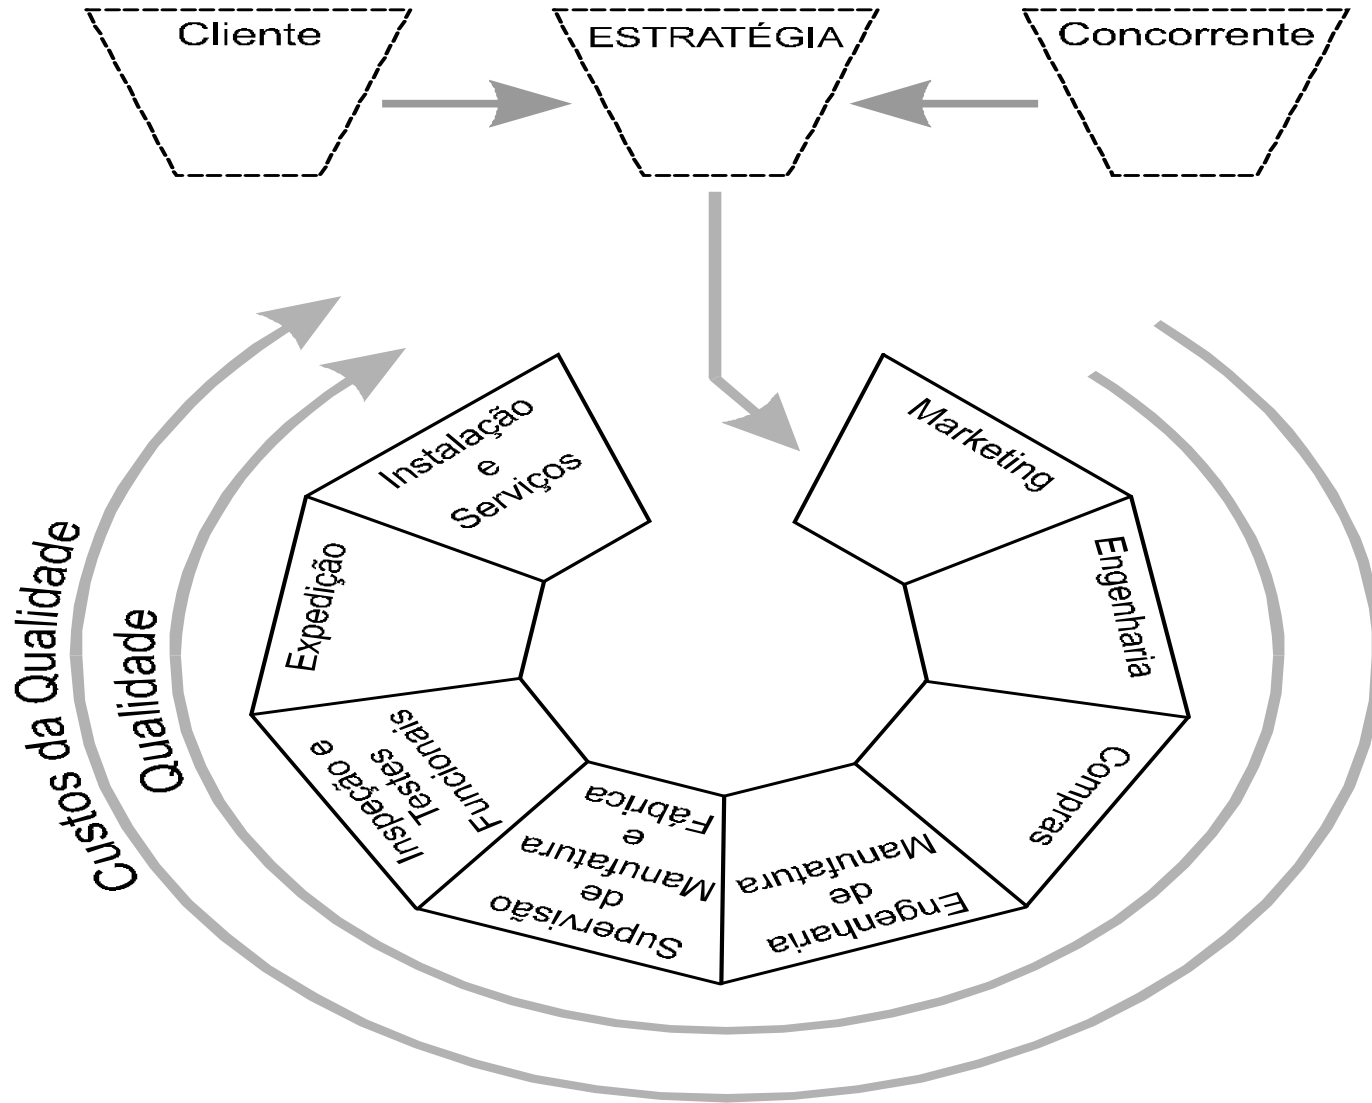 Cliente
ESTRATÉGIA
Concorrente
Marketing
Engenharia
Compras
Engenharia
de
Manufatura
Supervisão
de
Manufatura
e
Fábrica
Inspeção e
Testes
Funcionais
Expedição
Instalação
e
Serviços
Qualidade
Custos da Qualidade